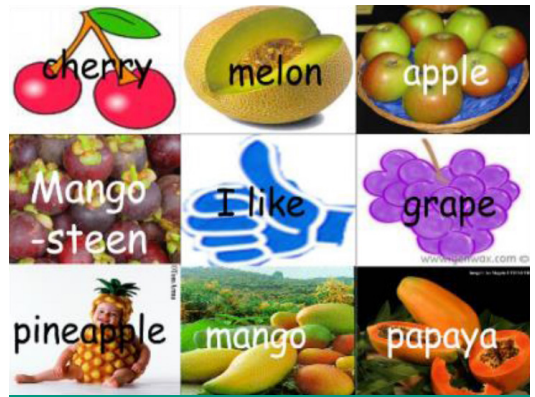 cherry
melon
apple
Mango
-steen
I like
grape
pineapple
mango
papaya